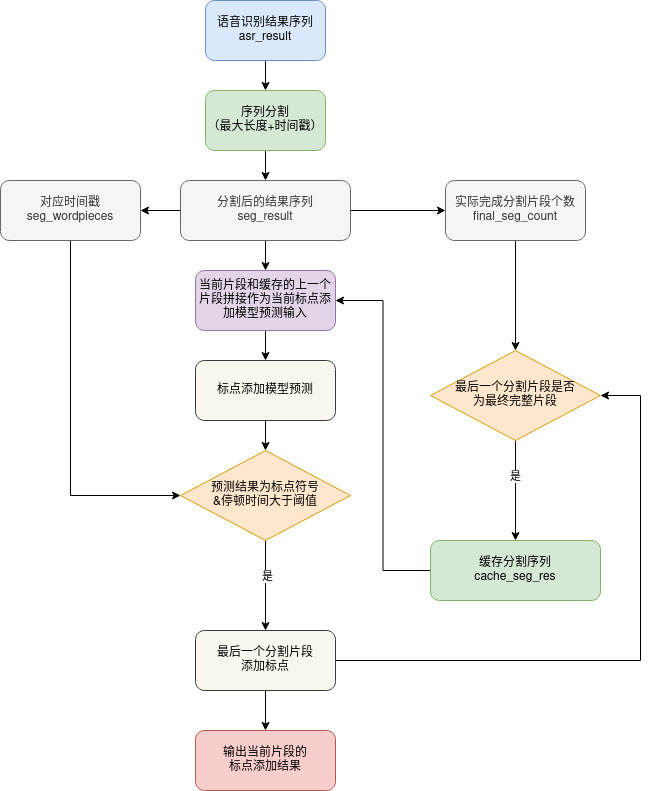 语音识别结果序列
asr_result
序列分割
（最大长度+时间戳）
对应时间戳
seg_wordpieces
分割后的结果序列
seg_result
实际完成分割片段个数
final_seg_count
当前片段和缓存的上一个
片段拼接作为当前标点添
加模型预测输入
标点添加模型预测
最后一个分割片段是否
为最终完整片段
预测结果为标点符号
&停顿时间大于阈值
是
缓存分割序列
cache_seg_res
是
最后一个分割片段
添加标点
输出当前片段的
标点添加结果